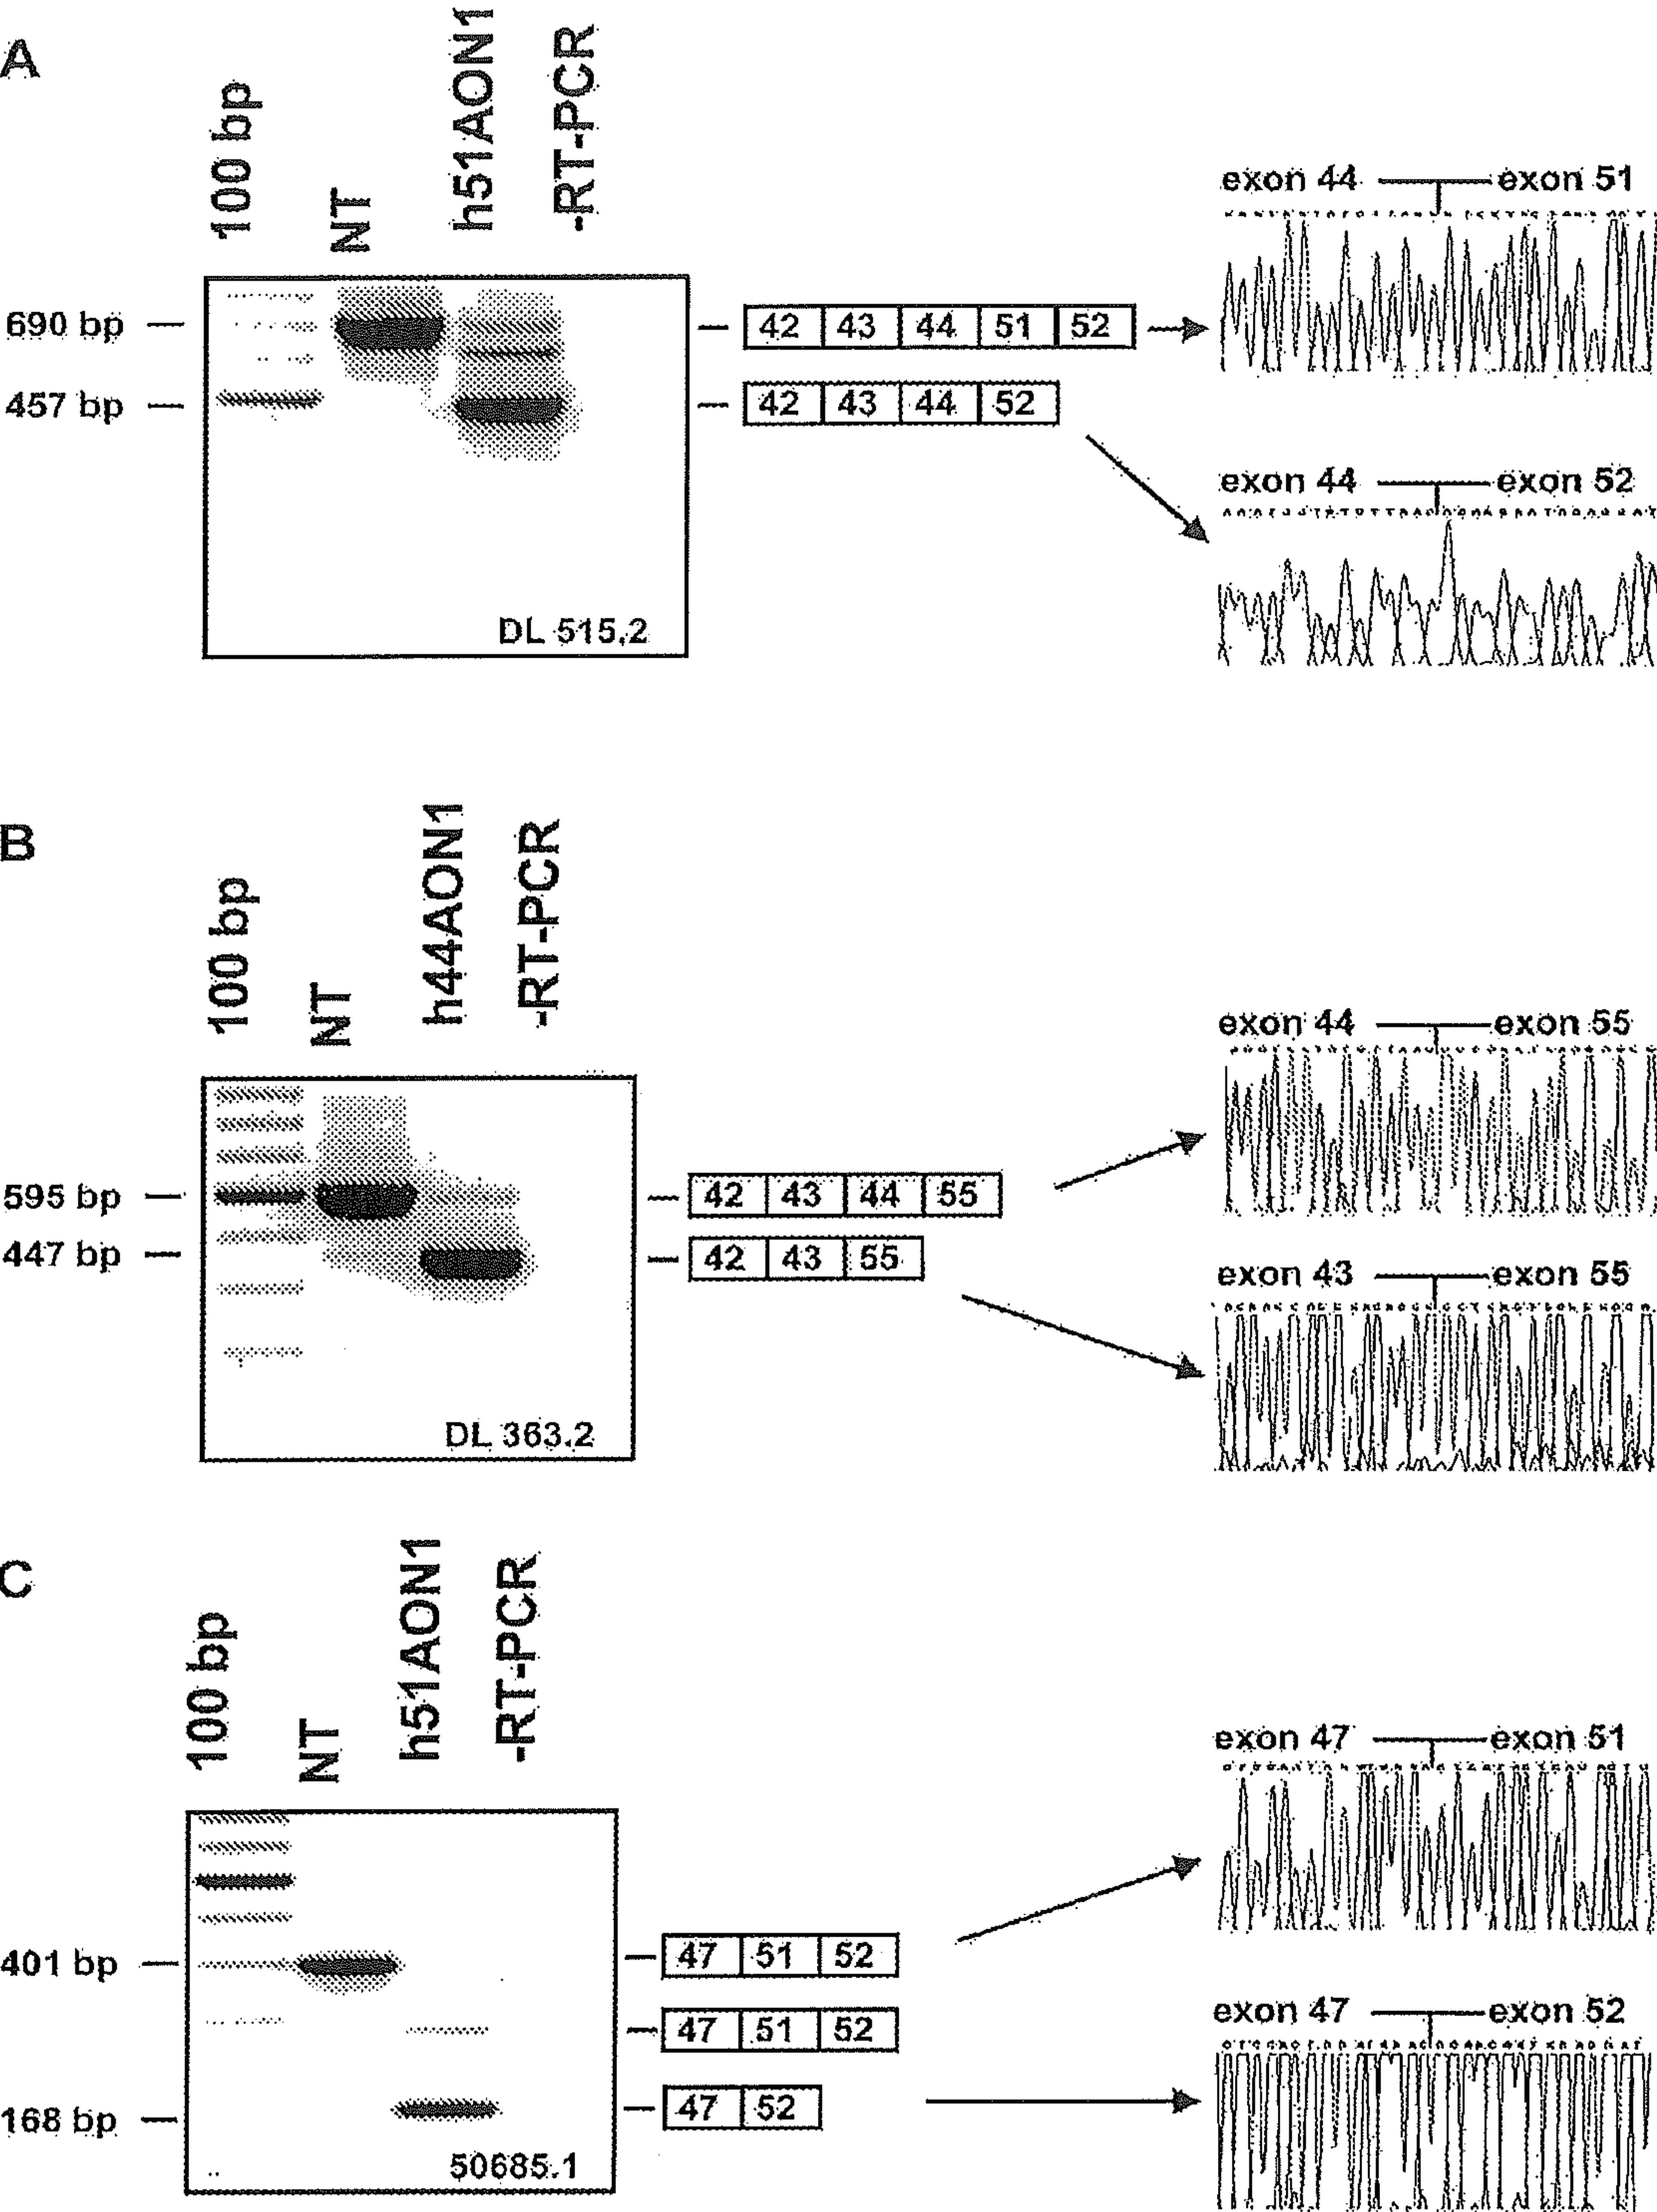 A
100 bp
NT
h51AON1
-RT-PCR
690 bp
457 bp
DL 515.2
42 43 44 51 52
42 43 44 52
exon 44 exon 51
exon 44 exon 52
B
100 bp
NT
h44AON1
-RT-PCR
595 bp
447 bp
DL 363.2
42 43 44 55
42 43 55
exon 44 exon 55
exon 43 exon 55
C
100 bp
NT
h51AON1
-RT-PCR
401 bp
168 bp
50685.1
47 51 52
47 51 52
47 52
exon 47 exon 51
exon 47 exon 52